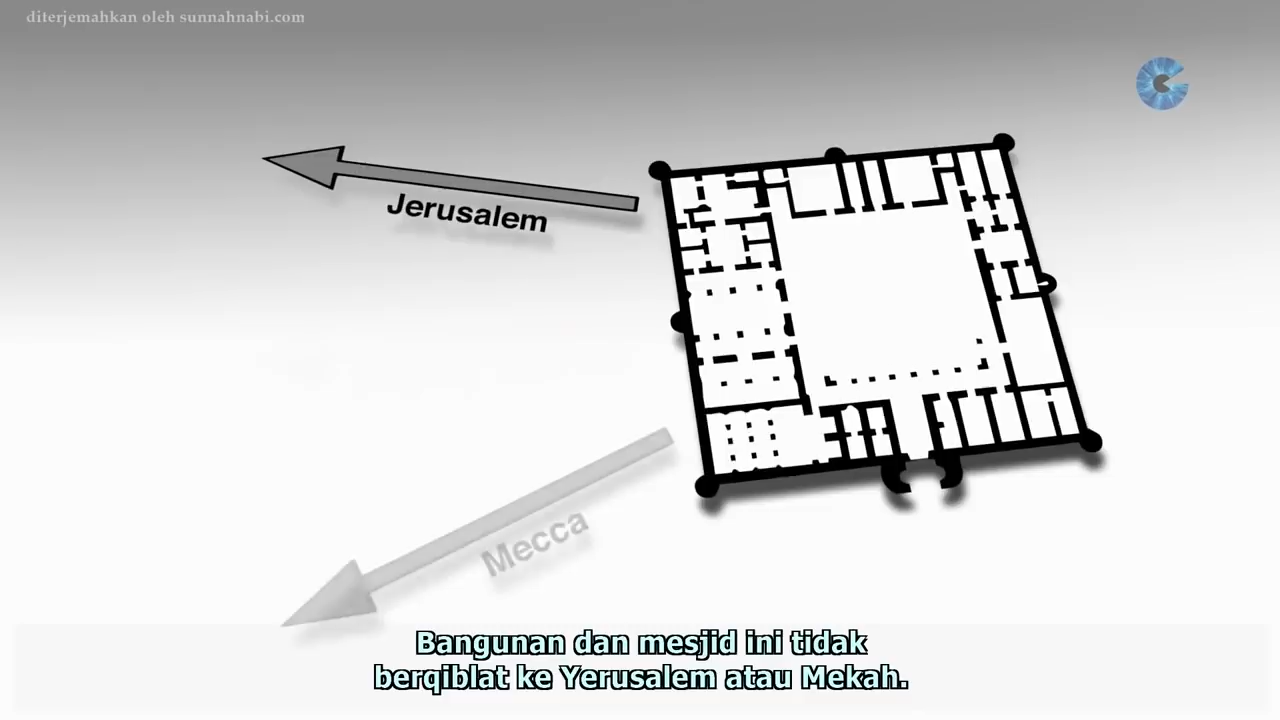 diterjemahkan oleh sunnahnabi.com
Jerusalem
Mecca
Bangunan dan mesjid ini tidak
berqiblat ke Yerusalem atau Mekah.